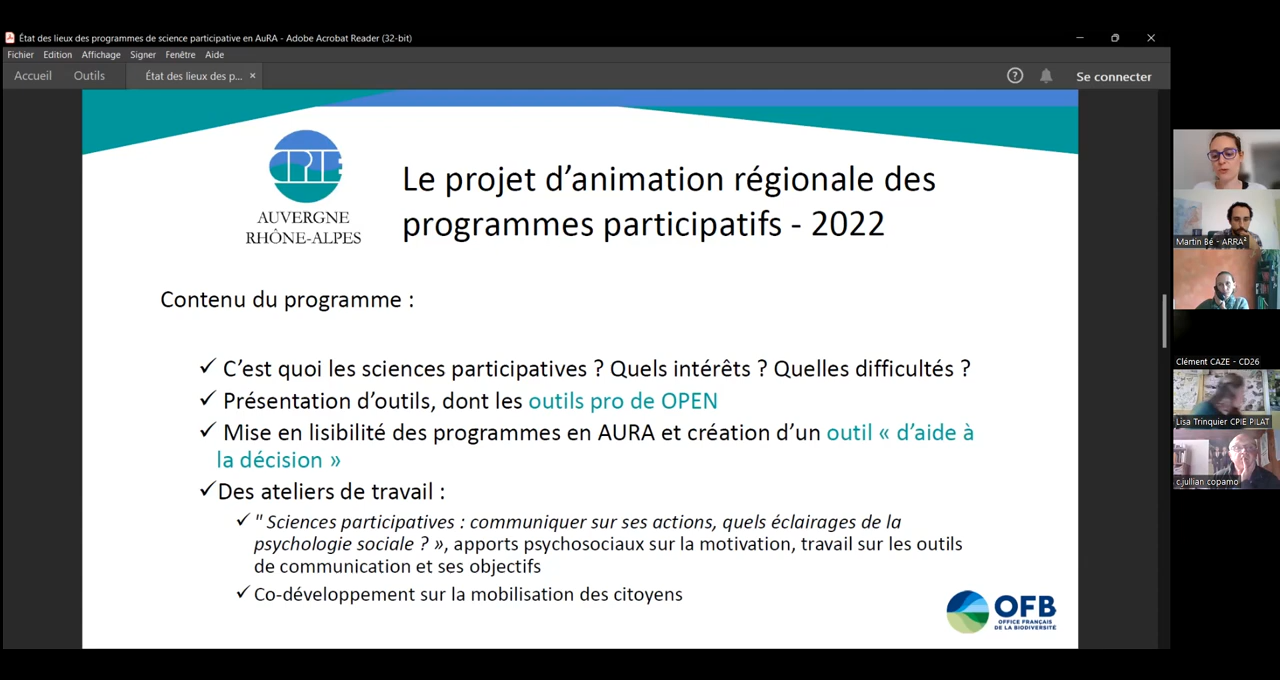 État des lieux des programmes de science participative en AuRA - Adobe Acrobat Reader (32-bit)
Fichier Edition Affichage Signer Fenêtre Aide
Accueil Outils État des lieux des p... × Se connecter
CPIE
AUVERGNE
RHÔNE-ALPES
Le projet d’animation régionale des
programmes participatifs - 2022
Contenu du programme :
✓ C’est quoi les sciences participatives ? Quels intérêts ? Quelles difficultés ?
✓ Présentation d’outils, dont les outils pro de OPEN
✓ Mise en lisibilité des programmes en AURA et création d’un outil « d’aide à
la décision »
✓ Des ateliers de travail :
✓ " Sciences participatives : communiquer sur ses actions, quels éclairages de la
psychologie sociale ? », apports psychosociaux sur la motivation, travail sur les outils
de communication et ses objectifs
✓ Co-développement sur la mobilisation des citoyens
OFB
OFFICE FRANÇAIS
DE LA BIODIVERSITÉ
Martin Bé - ARRA²
Clément CAZE - CD26
Lisa Trinquier CPIE PILAT
c.jullian copamo